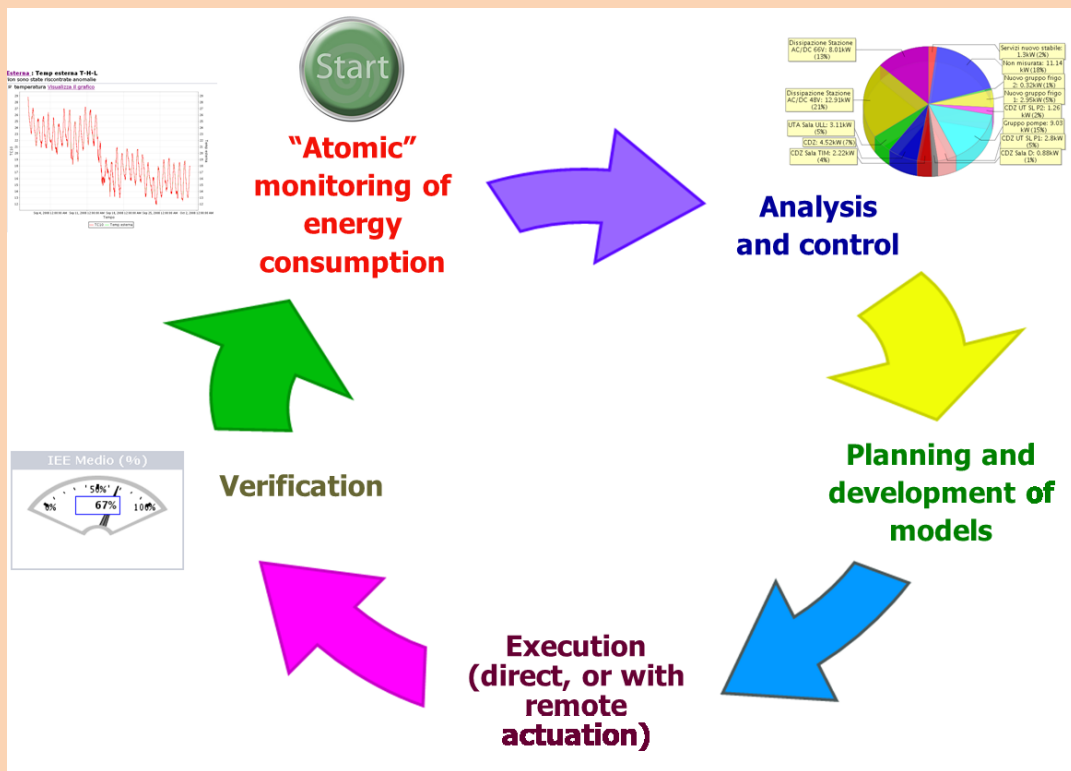 Esterna : Temp esterna T-H-L
Non sono state riscontrate anomalie
temperatura Visualizza il grafico
Tempo
TC10 Temp esterna
Start
“Atomic”
monitoring of
energy
consumption
Dissipazione Stazione
AC/DC 66V: 8.01kW
(13%)
Dissipazione Stazione
AC/DC 48V: 12.91kW
(21%)
UTA Sala ULL: 3.11kW
(5%)
CDZ: 4.52kW (7%)
CDZ Sala TIM: 2.22kW
(4%)
Servizi nuovo stabile:
1.3kW (2%)
Non misurata: 11.14
kW (18%)
Nuovo gruppo frigo
2: 0.32kW (1%)
Nuovo gruppo frigo
1: 2.95kW (5%)
CDZ UT SL P2: 1.26
kW (2%)
Gruppo pompe: 9.03
kW (15%)
CDZ UT SL P1: 2.8kW
(5%)
CDZ Sala D: 0.88kW
(1%)
Analysis
and control
Planning and
development of
models
Execution
(direct, or with
remote
actuation)
Verification
IEE Medio (%)
0%
50%
100%
67%